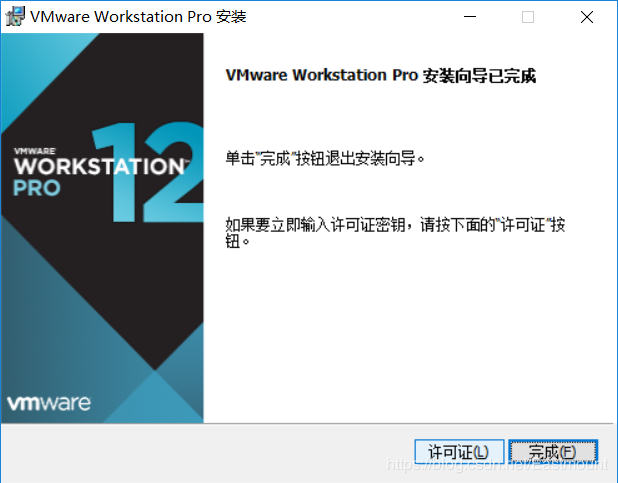 VMware Workstation Pro 安装
VMware Workstation Pro 安装向导已完成
vmware
WORKSTATION™
PRO
12
单击"完成"按钮退出安装向导。
如果要立即输入许可证密钥，请按下面的"许可证"按
钮。
vmware
许可证(L)
完成(F)
https://blog.csdn.net/Eastmount